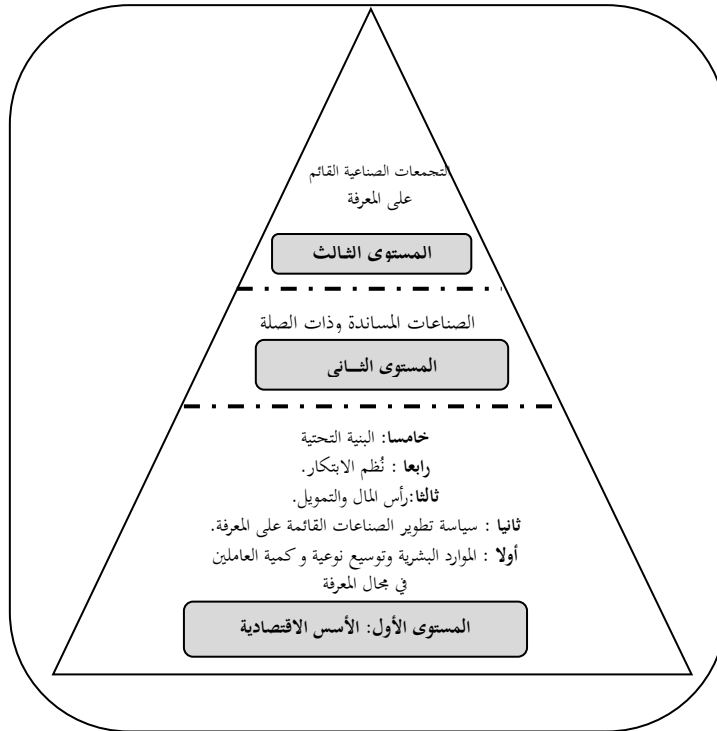 التجمعات الصناعية القائم
على المعرفة
المستوى الثالث
الصناعات المساندة وذات الصلة
المستوى الثــانى
خامسا: البنية التحتية
رابعا : نُظم الابتكار.
ثالثا:رأس المال والتمويل.
ثانيا : سياسة تطوير الصناعات القائمة على المعرفة.
أولا : الموارد البشرية وتوسيع نوعية و كمية العاملين
في مجال المعرفة
المستوى الأول: الأسس الاقتصادية